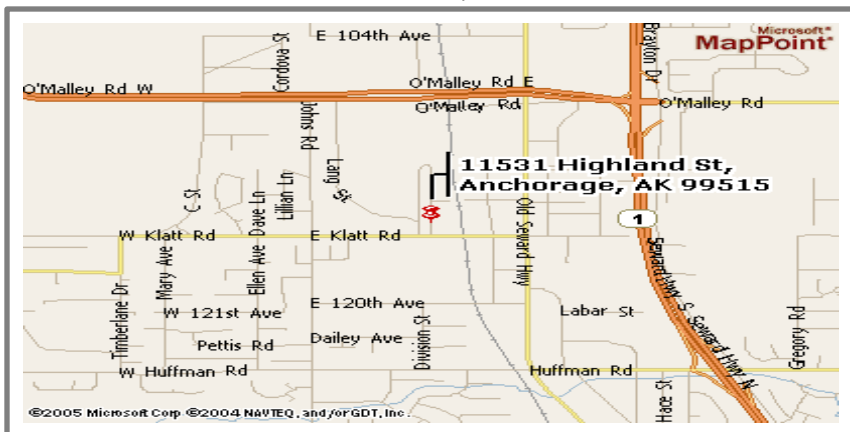 E 104th Ave
Cordova St
Brayton Dr
Microsoft®
MapPoint®
O'Malley Rd W
O'Malley Rd E
O'Malley Rd
O'Malley Rd
Johns Rd
Lang St
Lillian Ln
Dave Ln
C St
11531 Highland St,
Anchorage, AK 99515
3
Old Seward Hwy
1
W Klatt Rd
E Klatt Rd
Mary Ave
Ellen Ave
Timberlane Dr
Seward Hwy S
Seward Hwy N
E 120th Ave
W 121st Ave
Labar St
Division St
Gregory Rd
Pettis Rd
Dailey Ave
W Huffman Rd
Huffman Rd
Hace St
©2005 Microsoft Corp ©2004 NAVTEQ, and/or GDT, Inc.